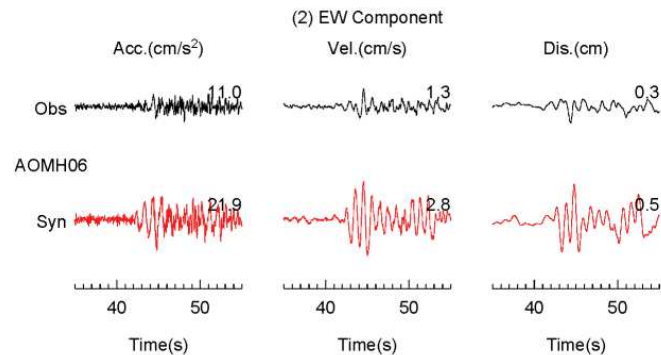 (2) EW Component
Acc.(cm/s²) Vel.(cm/s) Dis.(cm)
Obs 11.0 1.3 0.3
AOMH06
Syn 21.9 2.8 0.5
40 50 40 50 40 50
Time(s) Time(s) Time(s)